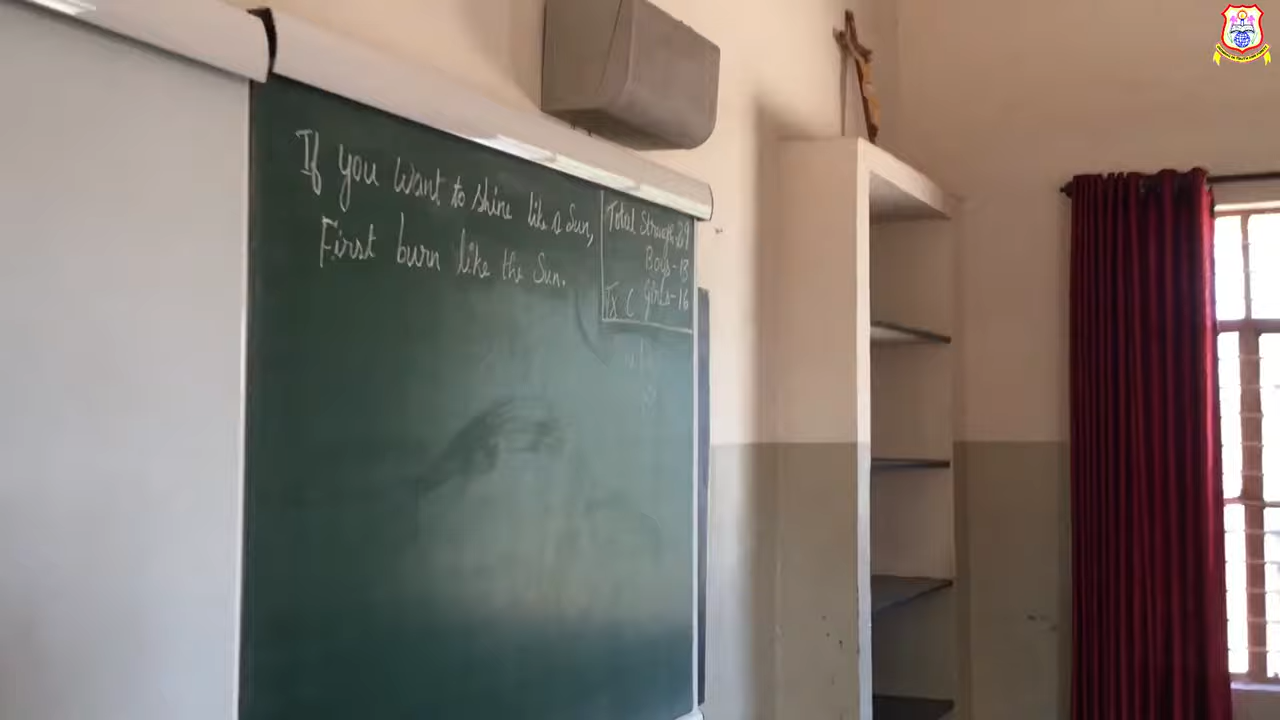 If you want to shine like a Sun,
First burn like the Sun.
Total Strength-29
Boys-13
Girls-16
IX C